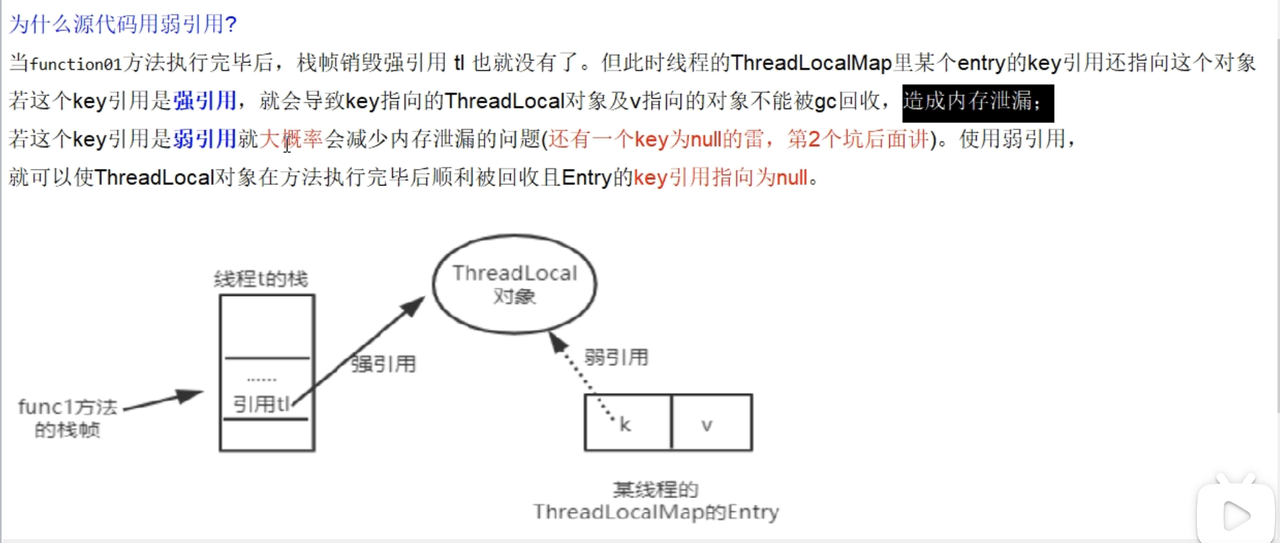 为什么源代码用弱引用?
当function01方法执行完毕后，栈帧销毁强引用 tl 也就没有了。但此时线程的ThreadLocalMap里某个entry的key引用还指向这个对象
若这个key引用是强引用，就会导致key指向的ThreadLocal对象及v指向的对象不能被gc回收，造成内存泄漏；
若这个key引用是弱引用就大概率会减少内存泄漏的问题(还有一个key为null的雷，第2个坑后面讲)。使用弱引用，
就可以使ThreadLocal对象在方法执行完毕后顺利被回收且Entry的key引用指向为null。
线程t的栈
ThreadLocal
对象
强引用
弱引用
......
引用tl
func1方法
的栈帧
k
v
某线程的
ThreadLocalMap的Entry